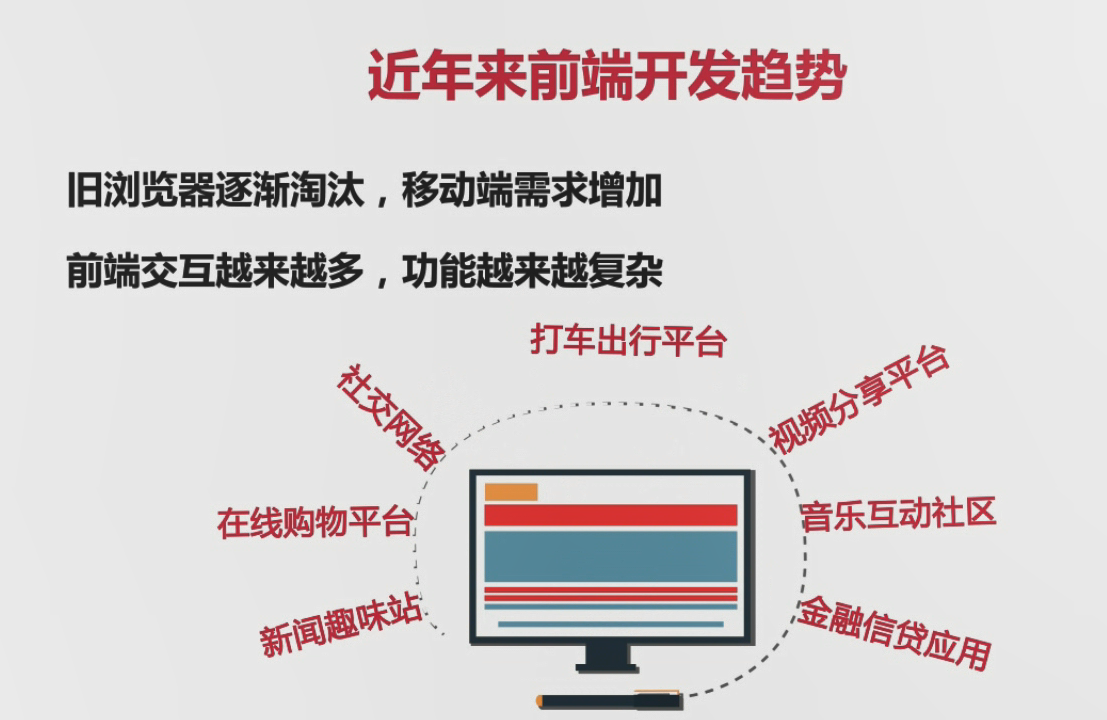 近年来前端开发趋势
旧浏览器逐渐淘汰，移动端需求增加
前端交互越来越多，功能越来越复杂
打车出行平台
社交网络
视频分享平台
在线购物平台
音乐互动社区
新闻趣味站
金融信贷应用